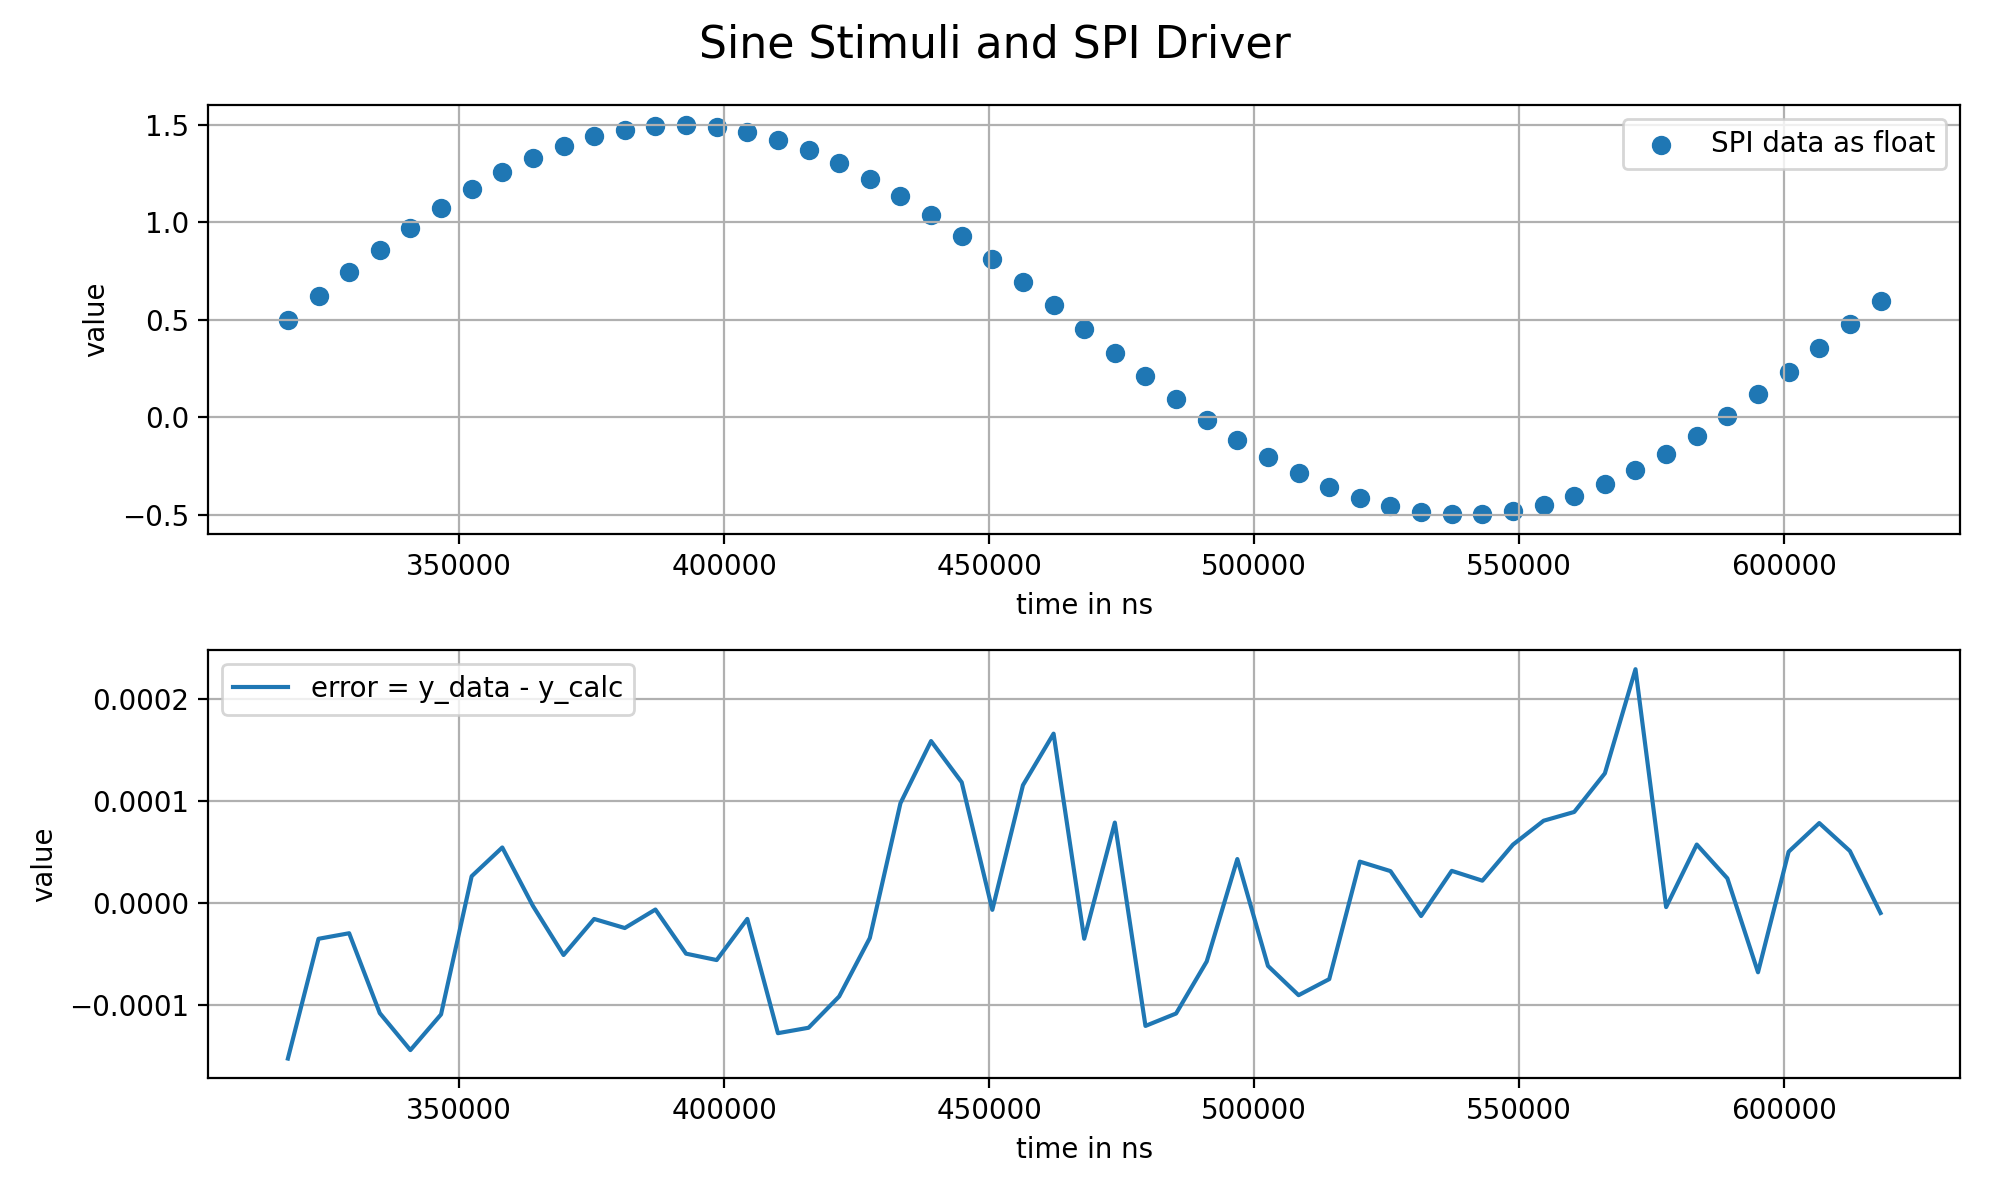 Sine Stimuli and SPI Driver
1.5
1.0
0.5
0.0
−0.5
value
SPI data as float
350000 400000 450000 500000 550000 600000
time in ns
0.0002
0.0001
0.0000
−0.0001
value
error = y_data - y_calc
350000 400000 450000 500000 550000 600000
time in ns